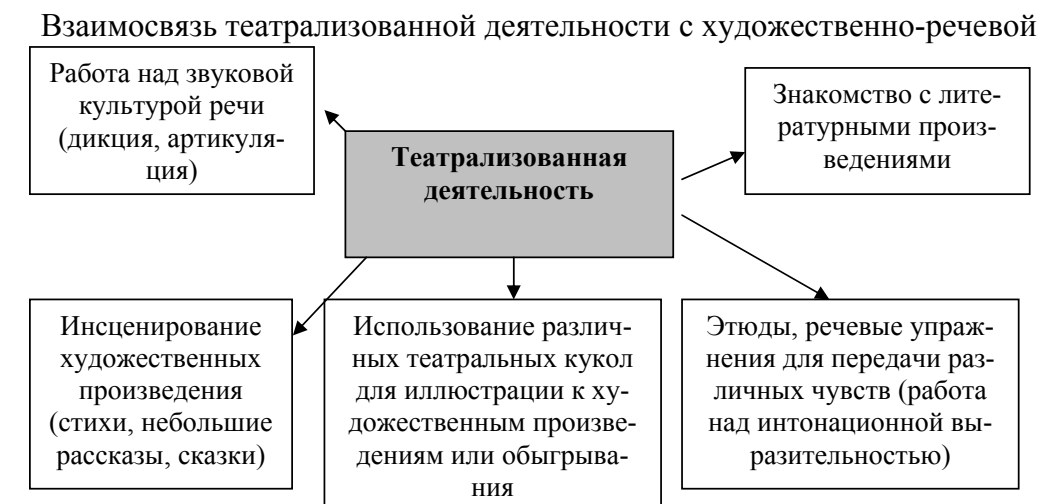 Взаимосвязь театрализованной деятельности с художественно-речевой
Работа над звуковой
культурой речи
(дикция, артикуля-
ция)
Театрализованная
деятельность
Знакомство с лите-
ратурными произ-
ведениями
Инсценирование
художественных
произведения
(стихи, небольшие
рассказы, сказки)
Использование различ-
ных театральных кукол
для иллюстрации к ху-
дожественным произве-
дениям или обыгрыва-
ния
Этюды, речевые упраж-
нения для передачи раз-
личных чувств (работа
над интонационной вы-
разительностью)